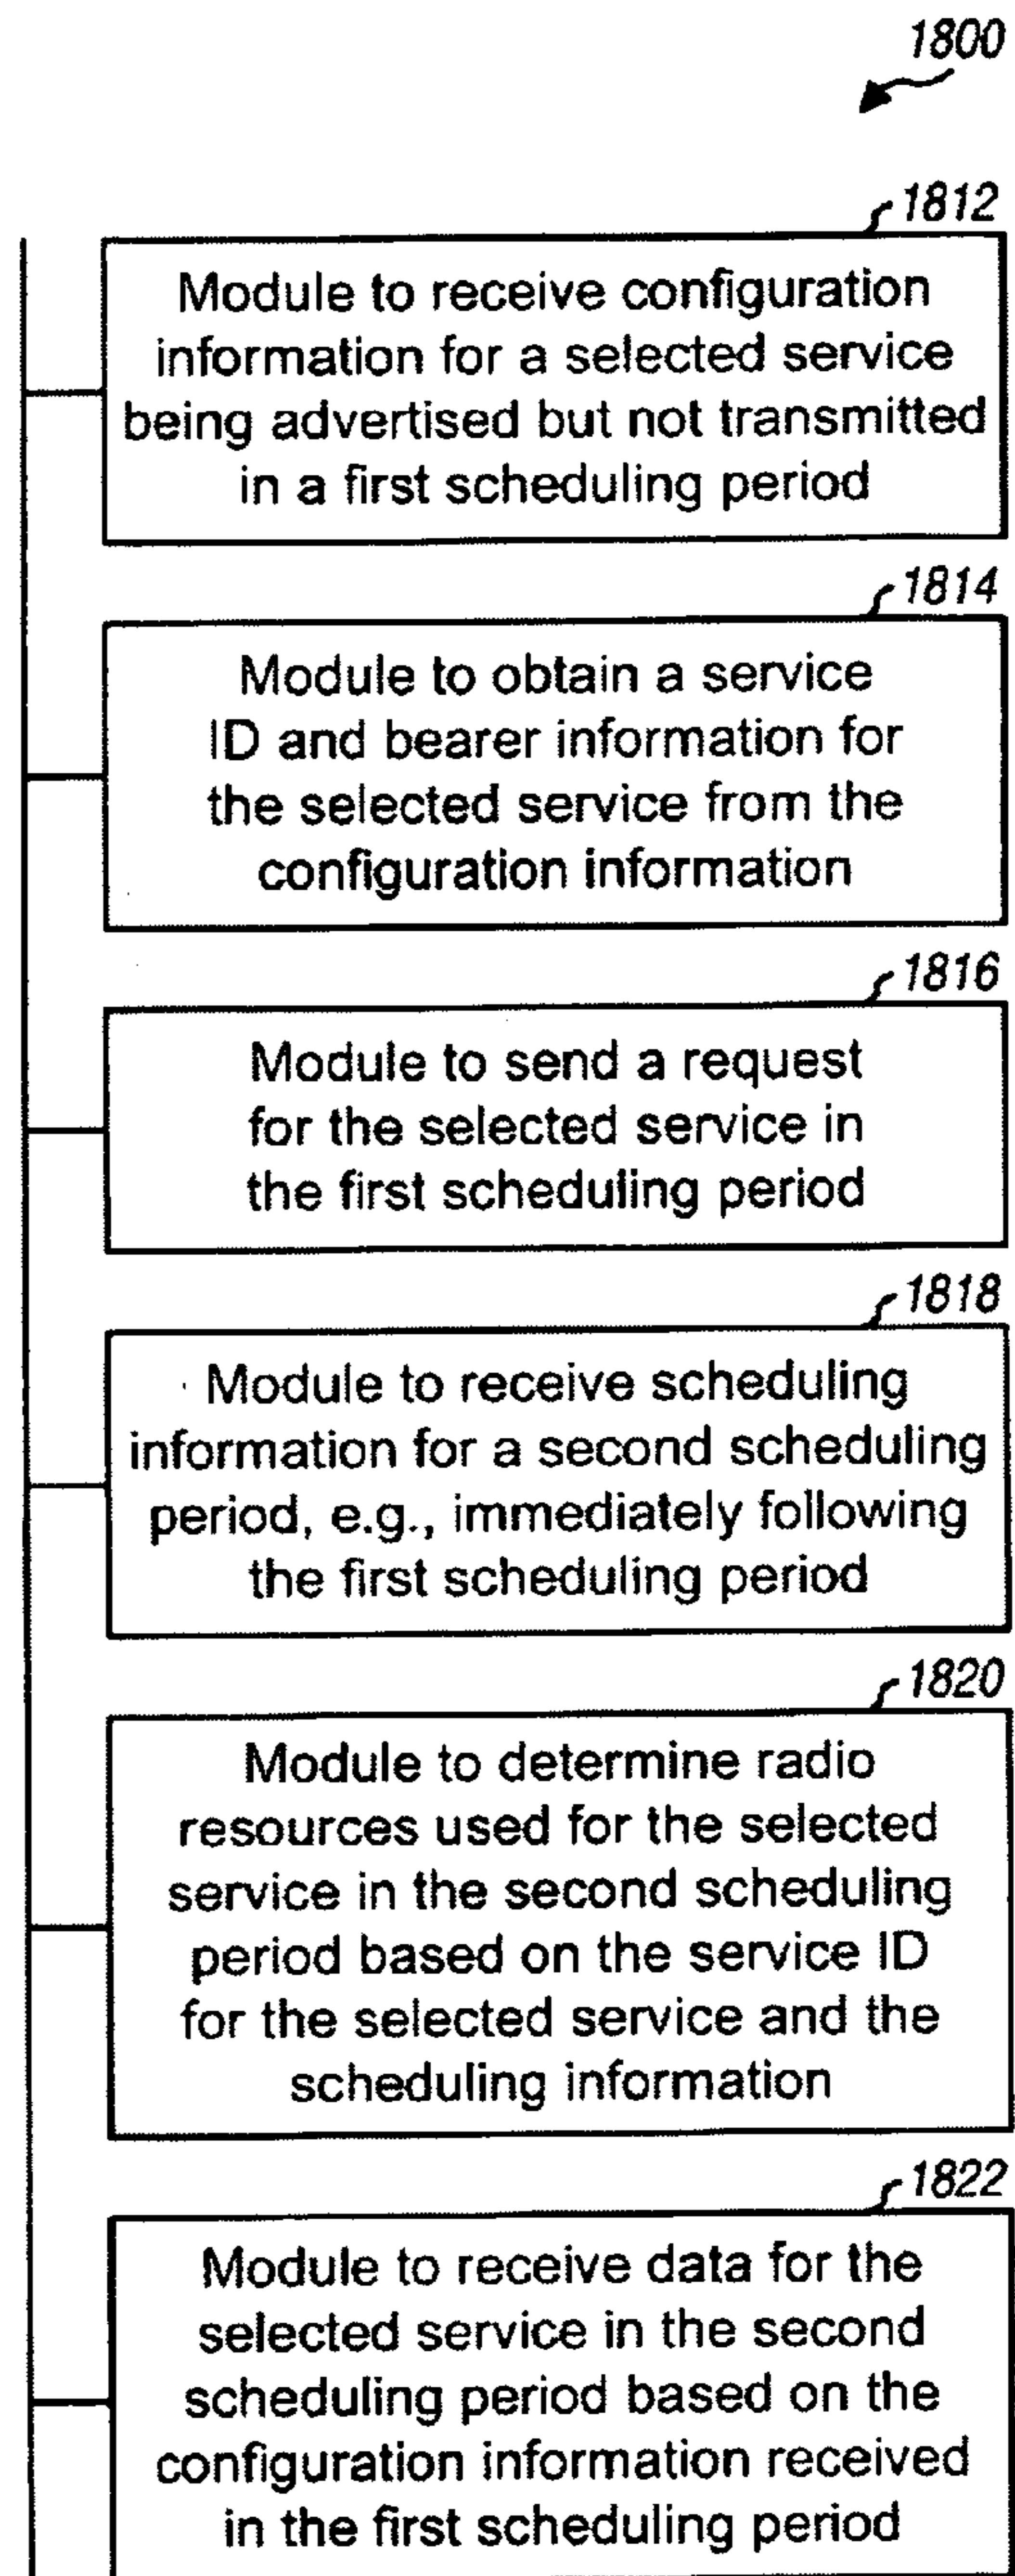 1800
1812
Module to receive configuration
information for a selected service
being advertised but not transmitted
in a first scheduling period
1814
Module to obtain a service
ID and bearer information for
the selected service from the
configuration information
1816
Module to send a request
for the selected service in
the first scheduling period
1818
Module to receive scheduling
information for a second scheduling
period, e.g., immediately following
the first scheduling period
1820
Module to determine radio
resources used for the selected
service in the second scheduling
period based on the service ID
for the selected service and the
scheduling information
1822
Module to receive data for the
selected service in the second
scheduling period based on the
configuration information received
in the first scheduling period